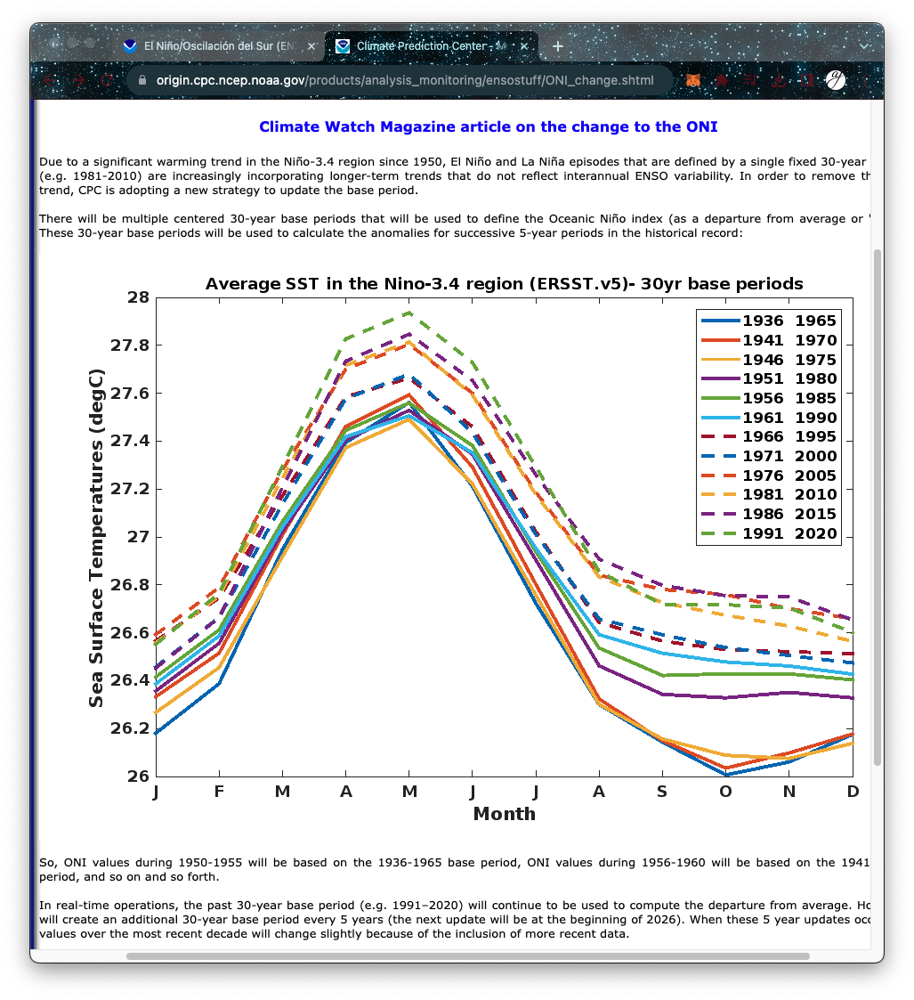 El Niño/Oscilación del Sur (EN
Climate Prediction Center -
origin.cpc.ncep.noaa.gov/products/analysis_monitoring/ensostuff/ONI_change.shtml
Climate Watch Magazine article on the change to the ONI
Due to a significant warming trend in the Niño-3.4 region since 1950, El Niño and La Niña episodes that are defined by a single fixed 30-year
(e.g. 1981-2010) are increasingly incorporating longer-term trends that do not reflect interannual ENSO variability. In order to remove th
trend, CPC is adopting a new strategy to update the base period.
There will be multiple centered 30-year base periods that will be used to define the Oceanic Niño index (as a departure from average or "
These 30-year base periods will be used to calculate the anomalies for successive 5-year periods in the historical record:
Average SST in the Nino-3.4 region (ERSST.v5)- 30yr base periods
28
27.8
27.6
27.4
27.2
27
26.8
26.6
26.4
26.2
26
Sea Surface Temperatures (degC)
1936 1965
1941 1970
1946 1975
1951 1980
1956 1985
1961 1990
1966 1995
1971 2000
1976 2005
1981 2010
1986 2015
1991 2020
J F M A M J J A S O N D
Month
So, ONI values during 1950-1955 will be based on the 1936-1965 base period, ONI values during 1956-1960 will be based on the 1941
period, and so on and so forth.
In real-time operations, the past 30-year base period (e.g. 1991–2020) will continue to be used to compute the departure from average. Ho
will create an additional 30-year base period every 5 years (the next update will be at the beginning of 2026). When these 5 year updates occ
values over the most recent decade will change slightly because of the inclusion of more recent data.